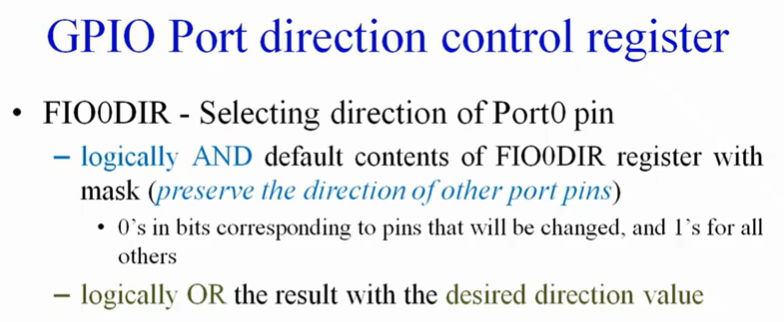 GPIO Port direction control register
• FIO0DIR - Selecting direction of Port0 pin
– logically AND default contents of FIO0DIR register with
mask (preserve the direction of other port pins)
• 0's in bits corresponding to pins that will be changed, and 1's for all
others
– logically OR the result with the desired direction value